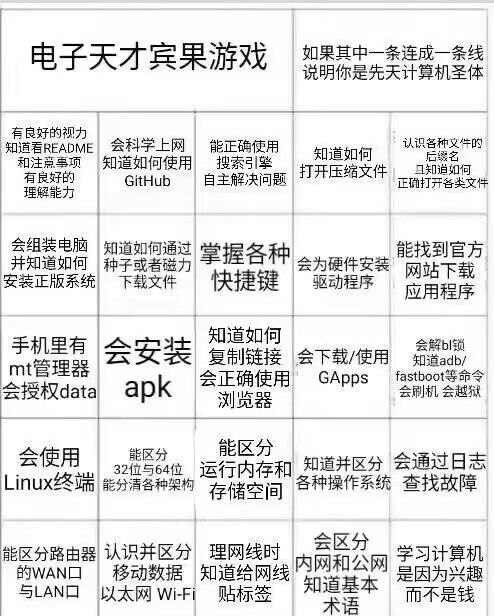 电子天才宾果游戏
如果其中一条连成一条线
说明你是先天计算机圣体
有良好的视力
知道看README
和注意事项
有良好的
理解能力
会科学上网
知道如何使用
GitHub
能正确使用
搜索引擎
自主解决问题
知道如何
打开压缩文件
认识各种文件的
后缀名
且知道如何
正确打开各类文件
会组装电脑
并知道如何
安装正版系统
知道如何通过
种子或者磁力
下载文件
掌握各种
快捷键
会为硬件安装
驱动程序
能找到官方
网站下载
应用程序
手机里有
mt管理器
会授权data
会安装
apk
知道如何
复制链接
会正确使用
浏览器
会下载/使用
GApps
会解bl锁
知道adb/
fastboot等命令
会刷机 会越狱
会使用
Linux终端
能区分
32位与64位
能分清各种架构
能区分
运行内存和
存储空间
知道并区分
各种操作系统
会通过日志
查找故障
能区分路由器
的WAN口
与LAN口
认识并区分
移动数据
以太网 Wi-Fi
理网线时
知道给网线
贴标签
会区分
内网和公网
知道基本
术语
学习计算机
是因为兴趣
而不是钱